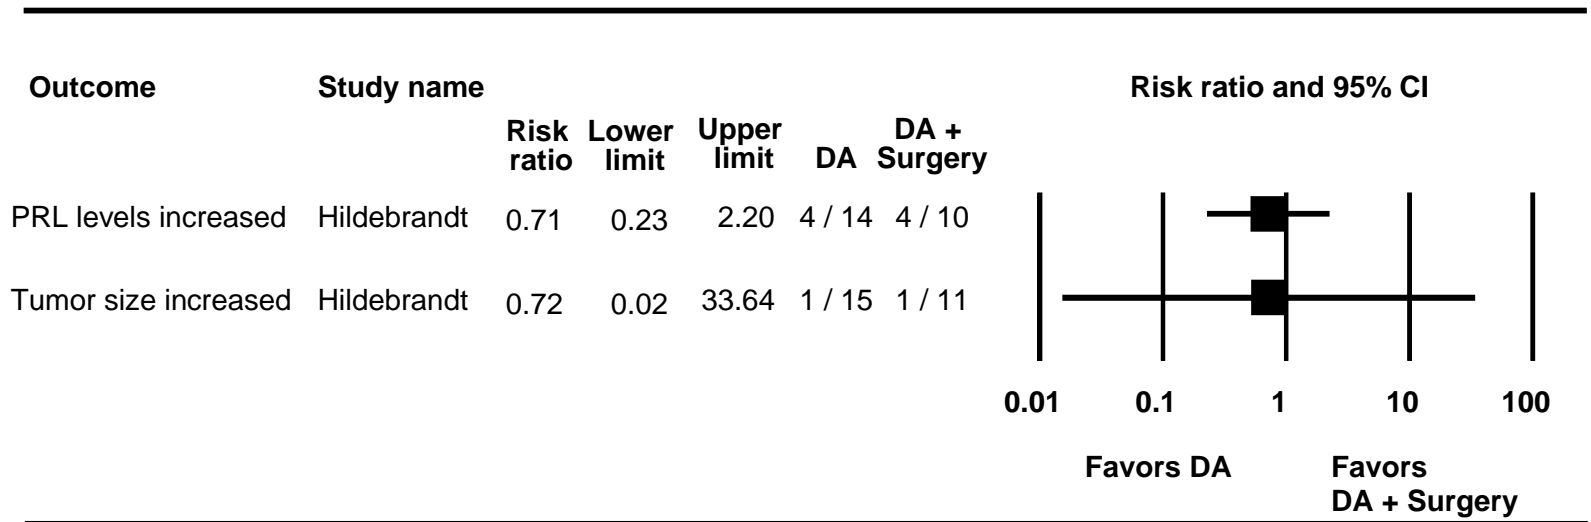 Outcome Study name Risk ratio and 95% CI
Risk Lower Upper DA +
ratio limit limit DA Surgery
PRL levels increased Hildebrandt 0.71 0.23 2.20 4 / 14 4 / 10
Tumor size increased Hildebrandt 0.72 0.02 33.64 1 / 15 1 / 11
0.01 0.1 1 10 100
Favors DA Favors
DA + Surgery